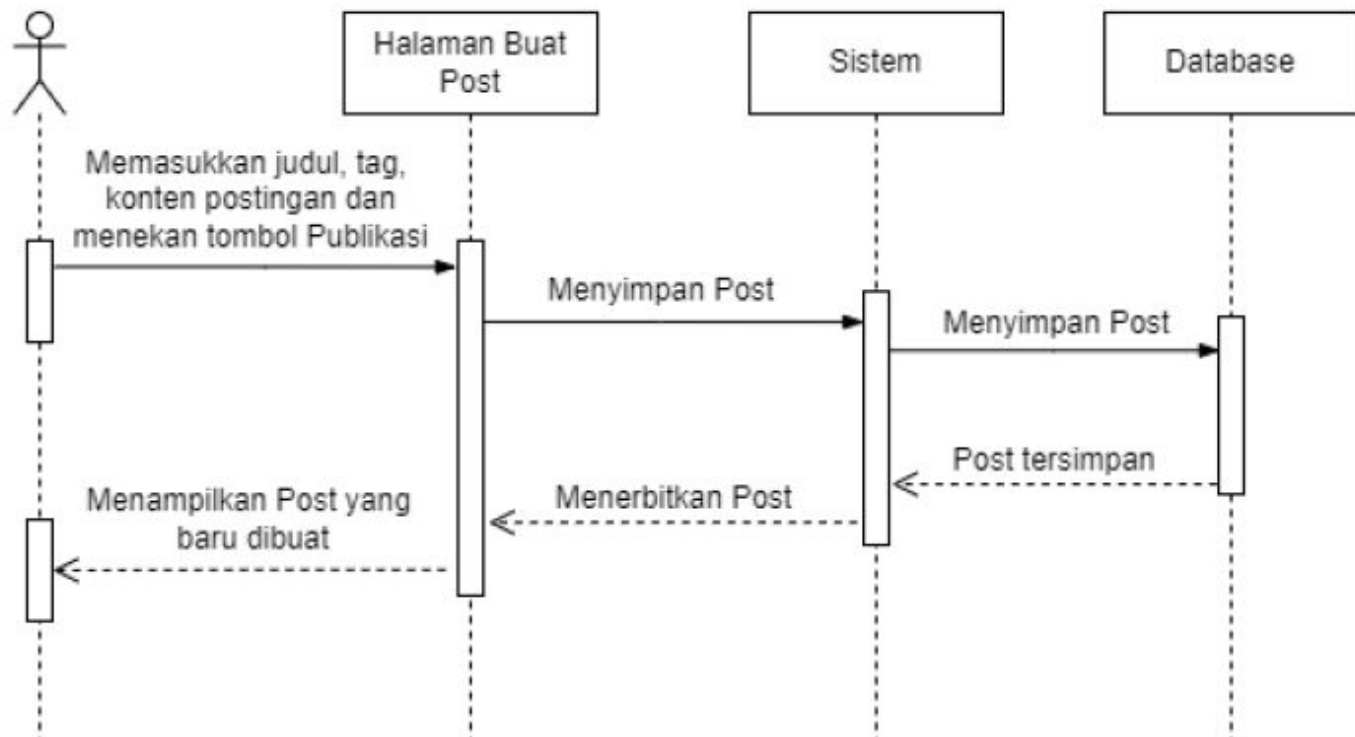 Halaman Buat
Post
Sistem
Database
Memasukkan judul, tag,
konten postingan dan
menekan tombol Publikasi
Menyimpan Post
Menyimpan Post
Post tersimpan
Menerbitkan Post
Menampilkan Post yang
baru dibuat